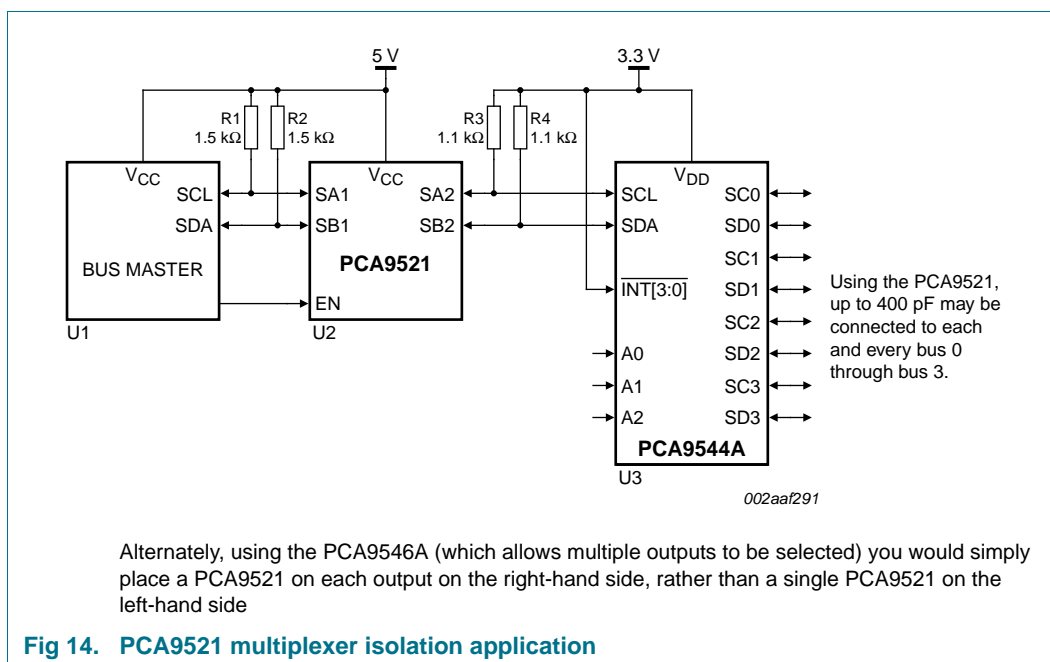 5 V
3.3 V
R1
1.5 kΩ
R2
1.5 kΩ
R3
1.1 kΩ
R4
1.1 kΩ
VCC
SCL
SDA
BUS MASTER
U1
VCC
SA1
SA2
SB1
SB2
PCA9521
EN
U2
VDD
SCL
SC0
SDA
SD0
SC1
INT[3:0]
SD1
SC2
A0
SD2
A1
SC3
A2
SD3
PCA9544A
U3
Using the PCA9521,
up to 400 pF may be
connected to each
and every bus 0
through bus 3.
002aaf291
Alternately, using the PCA9546A (which allows multiple outputs to be selected) you would simply
place a PCA9521 on each output on the right-hand side, rather than a single PCA9521 on the
left-hand side
Fig 14. PCA9521 multiplexer isolation application